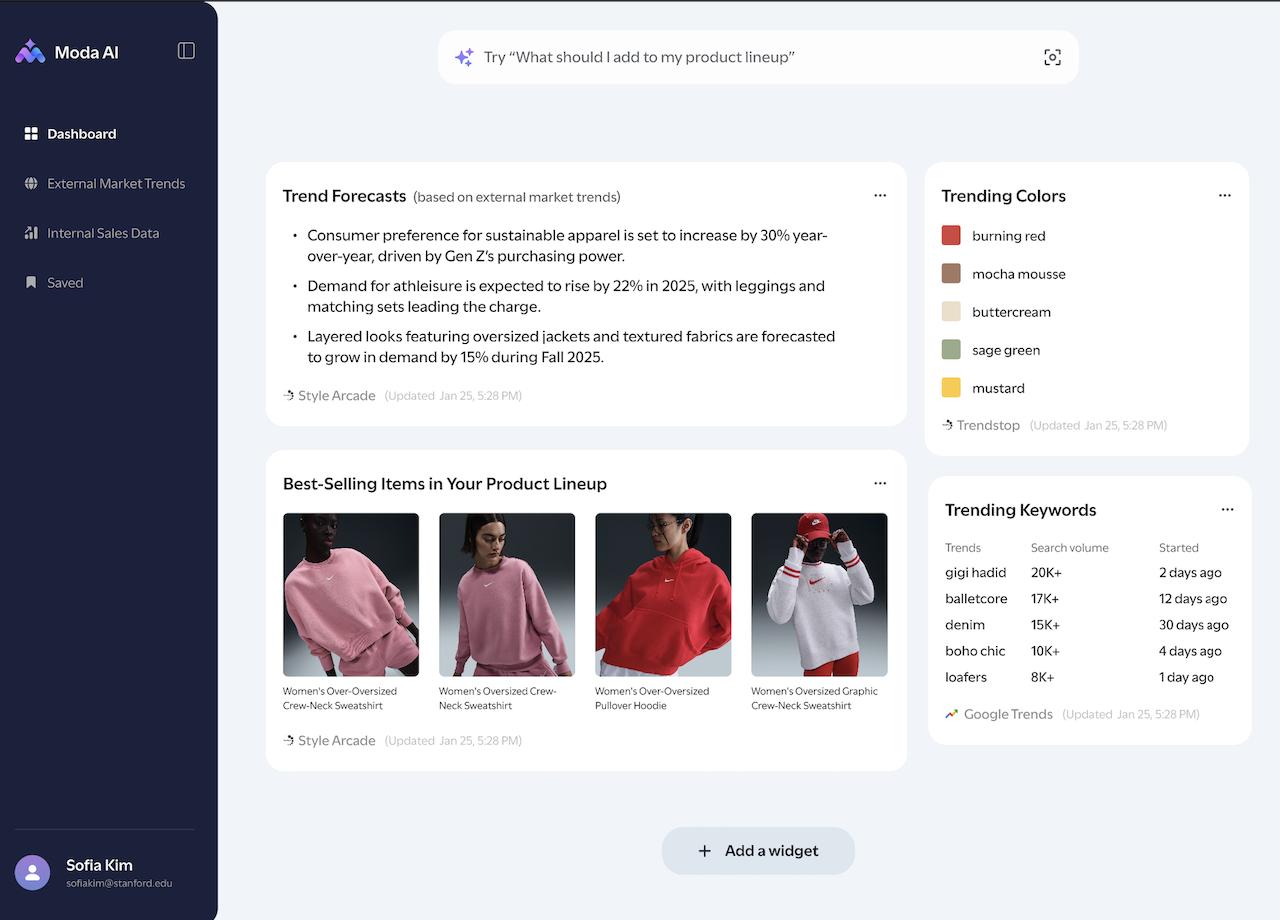 Moda AI
Dashboard
External Market Trends
Internal Sales Data
Saved
Sofia Kim
sofiakim@stanford.edu
Try “What should I add to my product lineup”
Trend Forecasts (based on external market trends)
• Consumer preference for sustainable apparel is set to increase by 30% year-
over-year, driven by Gen Z’s purchasing power.
• Demand for athleisure is expected to rise by 22% in 2025, with leggings and
matching sets leading the charge.
• Layered looks featuring oversized jackets and textured fabrics are forecasted
to grow in demand by 15% during Fall 2025.
Style Arcade (Updated Jan 25, 5:28 PM)
Trending Colors
burning red
mocha mousse
buttercream
sage green
mustard
Trendstop (Updated Jan 25, 5:28 PM)
Best-Selling Items in Your Product Lineup
Women's Over-Oversized
Crew-Neck Sweatshirt
Women's Oversized Crew-
Neck Sweatshirt
Women's Over-Oversized
Pullover Hoodie
Women's Oversized Graphic
Crew-Neck Sweatshirt
Style Arcade (Updated Jan 25, 5:28 PM)
Trending Keywords
Trends Search volume Started
gigi hadid 20K+ 2 days ago
balletcore 17K+ 12 days ago
denim 15K+ 30 days ago
boho chic 10K+ 4 days ago
loafers 8K+ 1 day ago
Google Trends (Updated Jan 25, 5:28 PM)
+ Add a widget